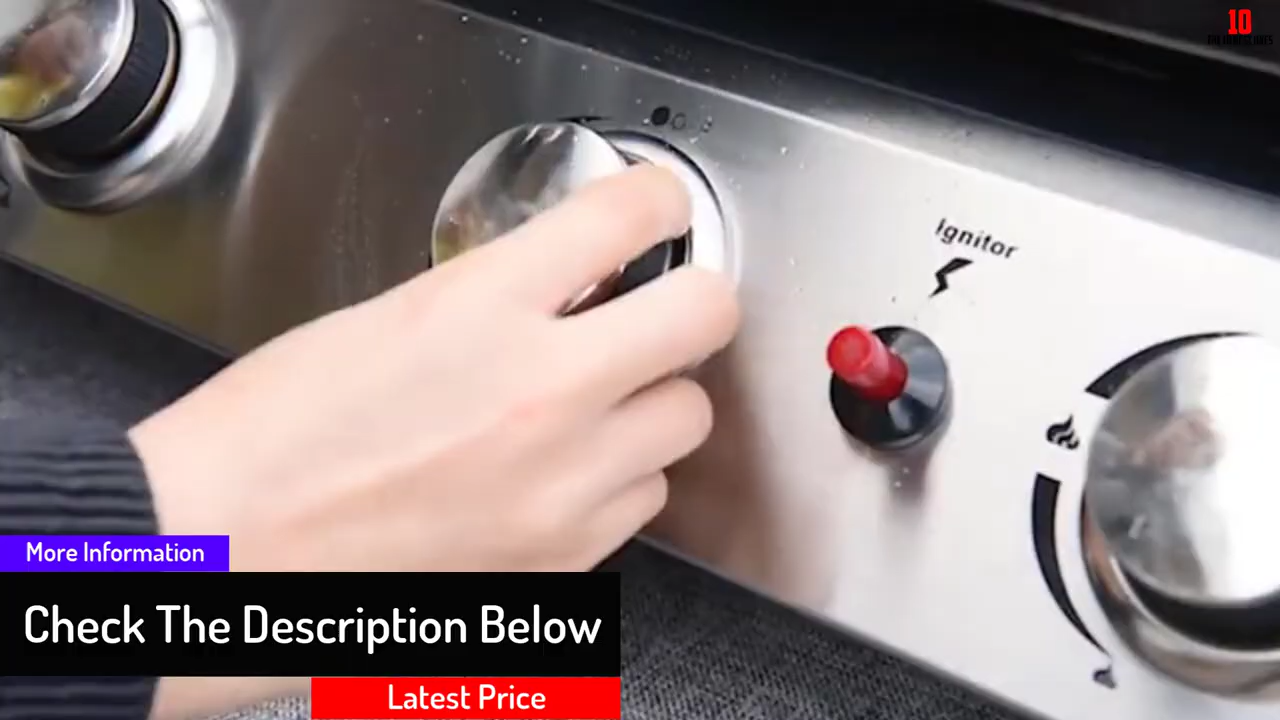 10
Ignitor
More Information
Check The Description Below
Latest Price